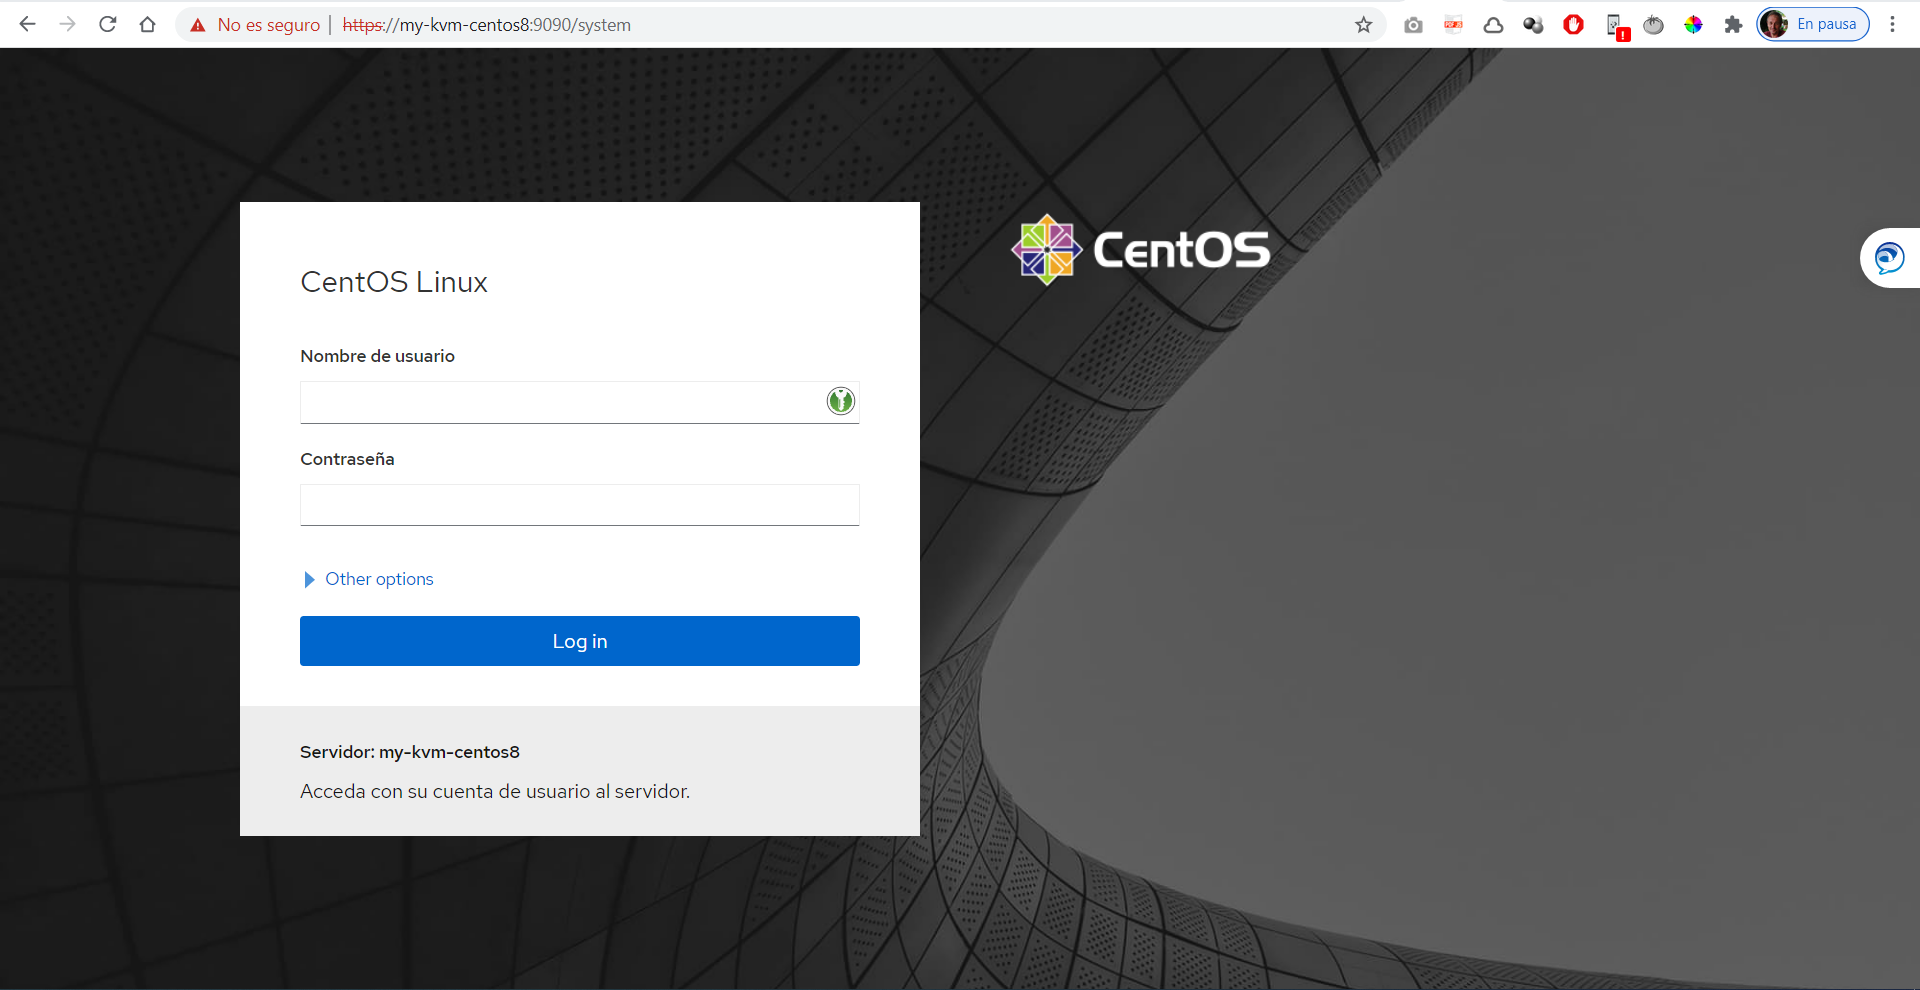 No es seguro | https://my-kvm-centos8:9090/system
En pausa
CentOS Linux
CentOS
Nombre de usuario
Contraseña
Other options
Log in
Servidor: my-kvm-centos8
Acceda con su cuenta de usuario al servidor.